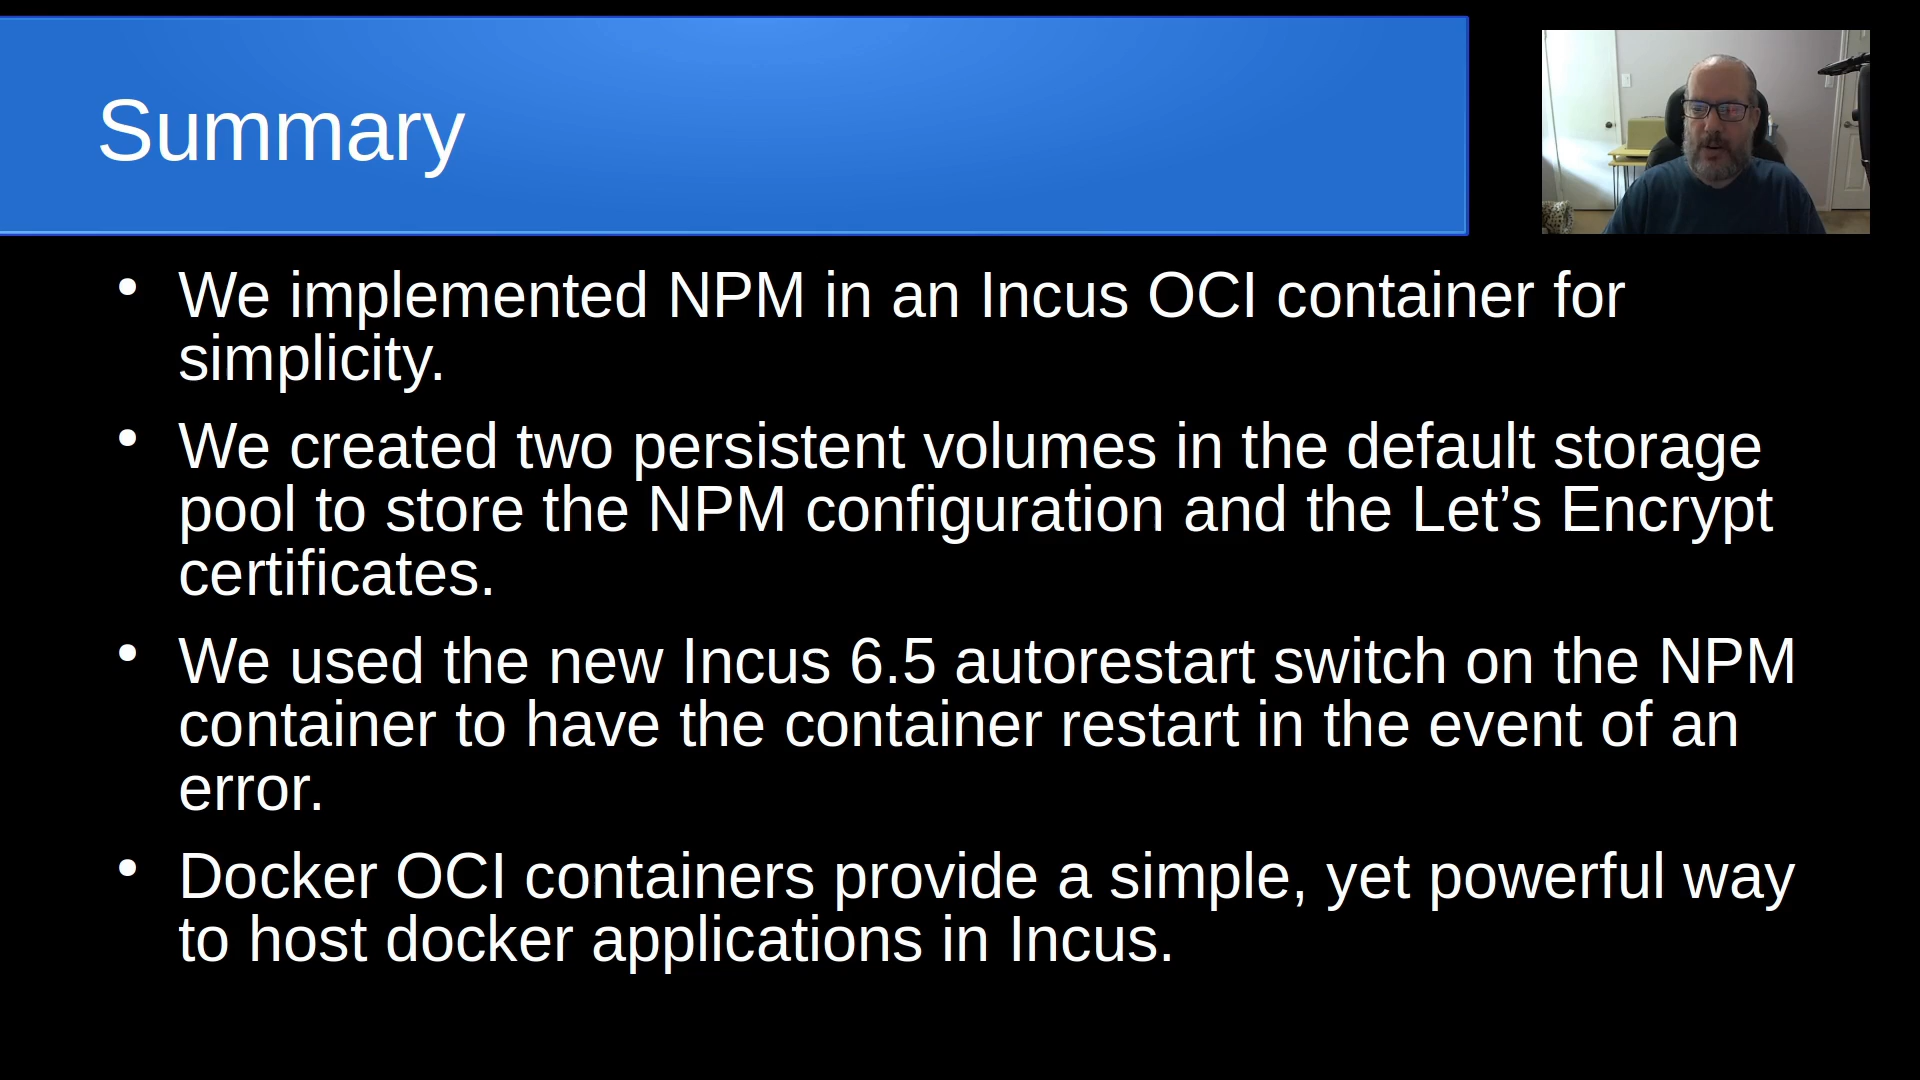 Summary
• We implemented NPM in an Incus OCI container for
simplicity.
• We created two persistent volumes in the default storage
pool to store the NPM configuration and the Let’s Encrypt
certificates.
• We used the new Incus 6.5 autorestart switch on the NPM
container to have the container restart in the event of an
error.
• Docker OCI containers provide a simple, yet powerful way
to host docker applications in Incus.